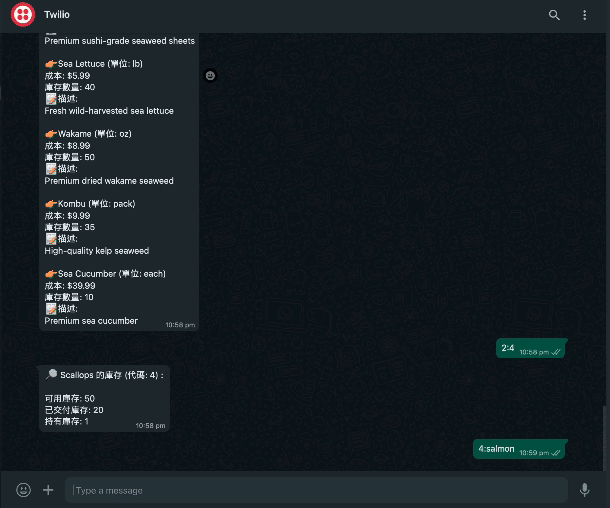 Twilio
Premium sushi-grade seaweed sheets
👉Sea Lettuce (單位: lb)
成本: $5.99
庫存數量: 40
📝描述:
Fresh wild-harvested sea lettuce
👉Wakame (單位: oz)
成本: $8.99
庫存數量: 50
📝描述:
Premium dried wakame seaweed
👉Kombu (單位: pack)
成本: $9.99
庫存數量: 35
📝描述:
High-quality kelp seaweed
👉Sea Cucumber (單位: each)
成本: $39.99
庫存數量: 10
📝描述:
Premium sea cucumber
10:58 pm
2:4 10:58 pm
🔎 Scallops 的庫存 (代碼: 4) :
可用庫存: 50
已交付庫存: 20
持有庫存: 1
10:58 pm
4:salmon 10:59 pm
Type a message